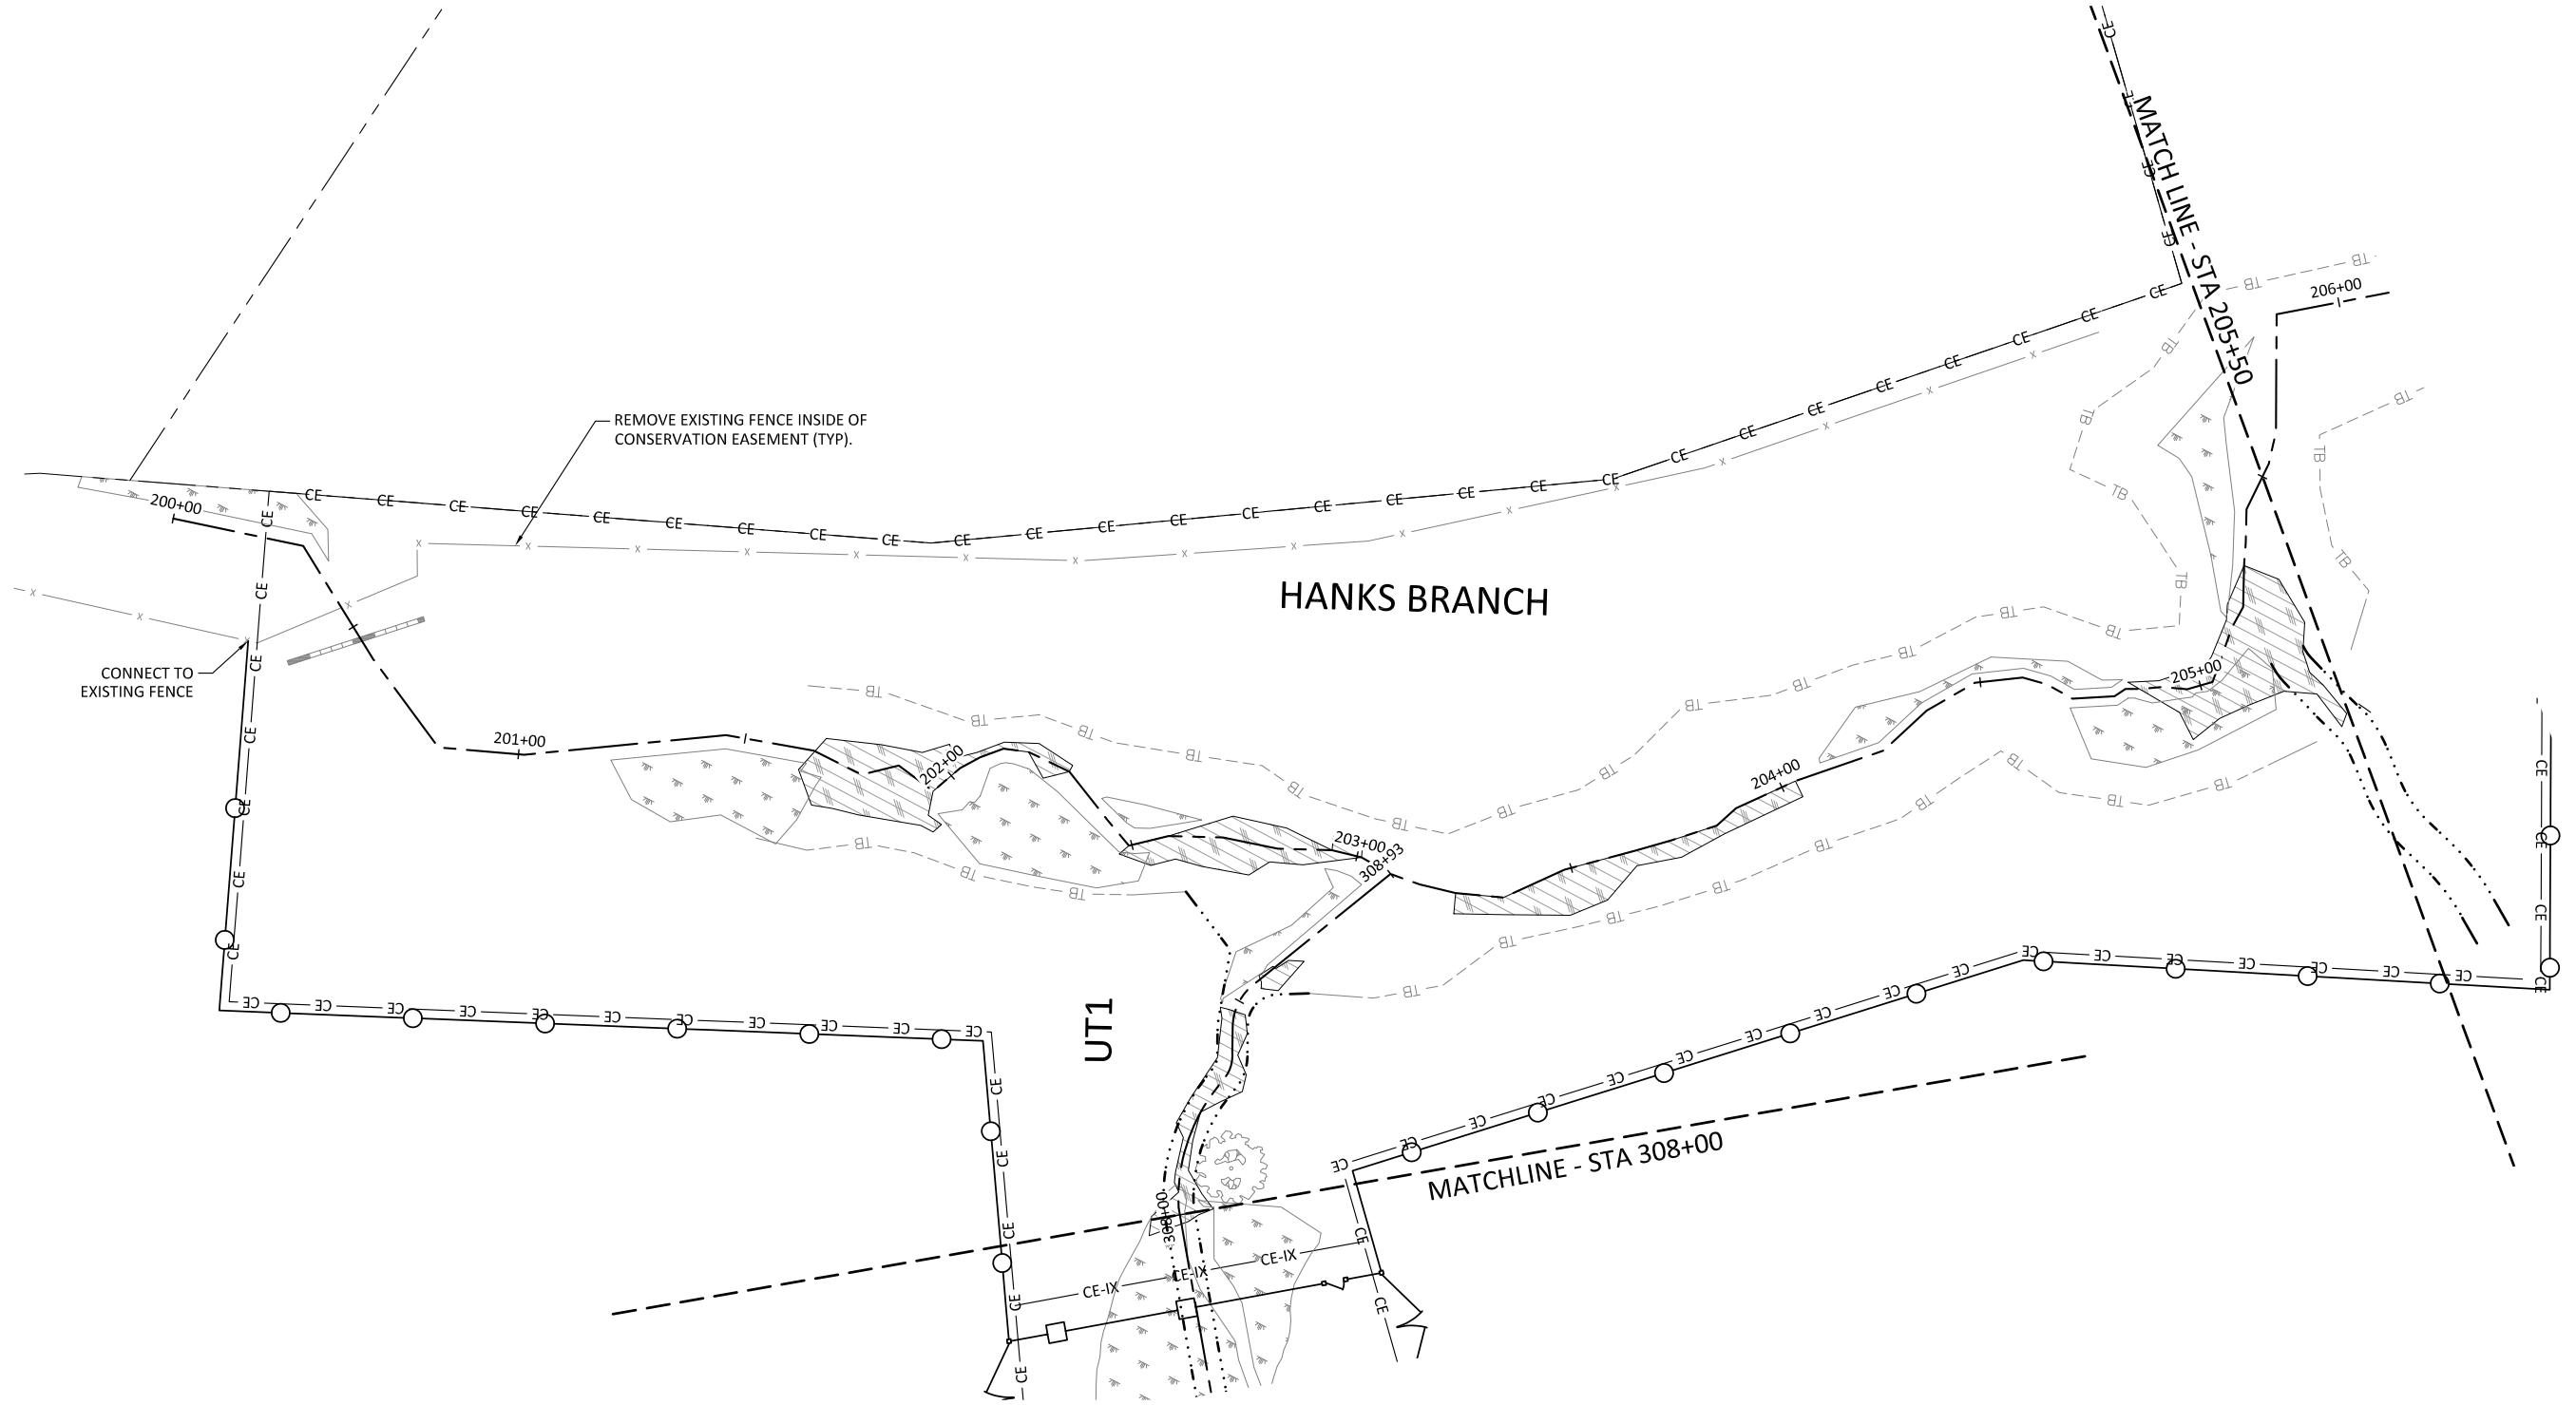 MATCH LINE - STA 205+50
206+00
REMOVE EXISTING FENCE INSIDE OF
CONSERVATION EASEMENT (TYP).
200+00
HANKS BRANCH
CONNECT TO
EXISTING FENCE
201+00
202+00
203+00
308+93
204+00
205+00
UT1
MATCHLINE - STA 308+00
308+00
CE-IX
CE-IX
CE-IX
CE
TB
x